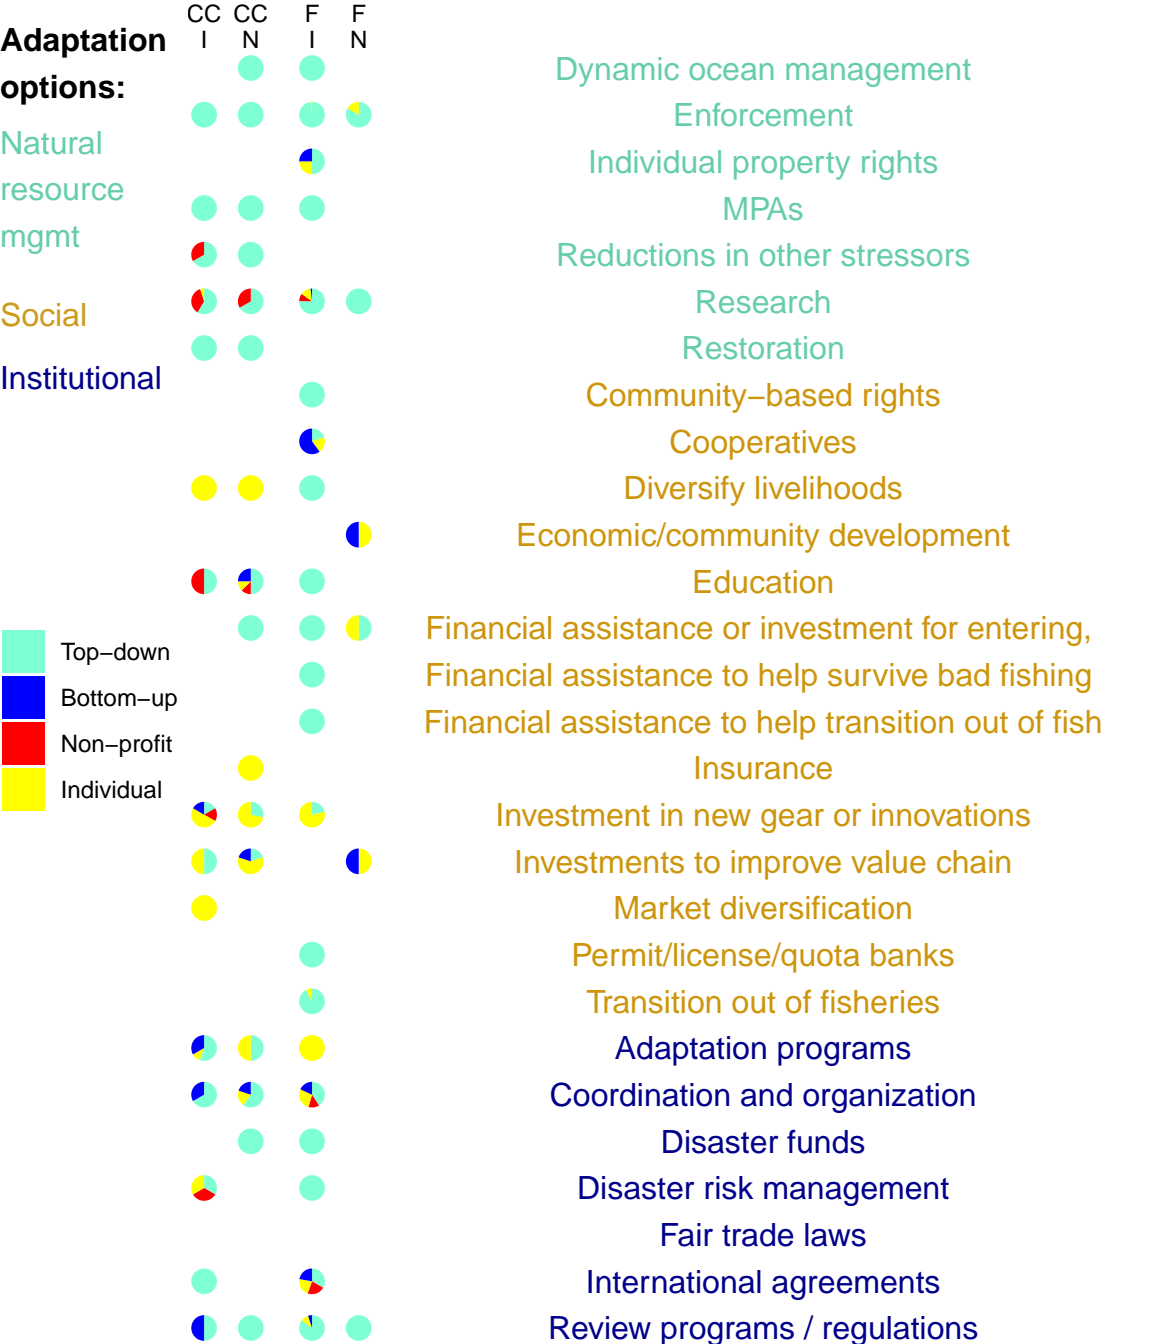 CC CC F F
I N I N
Adaptation
options:
Natural
resource
mgmt
Social
Institutional
Top−down
Bottom−up
Non−profit
Individual
Dynamic ocean management
Enforcement
Individual property rights
MPAs
Reductions in other stressors
Research
Restoration
Community−based rights
Cooperatives
Diversify livelihoods
Economic/community development
Education
Financial assistance or investment for entering,
Financial assistance to help survive bad fishing
Financial assistance to help transition out of fish
Insurance
Investment in new gear or innovations
Investments to improve value chain
Market diversification
Permit/license/quota banks
Transition out of fisheries
Adaptation programs
Coordination and organization
Disaster funds
Disaster risk management
Fair trade laws
International agreements
Review programs / regulations